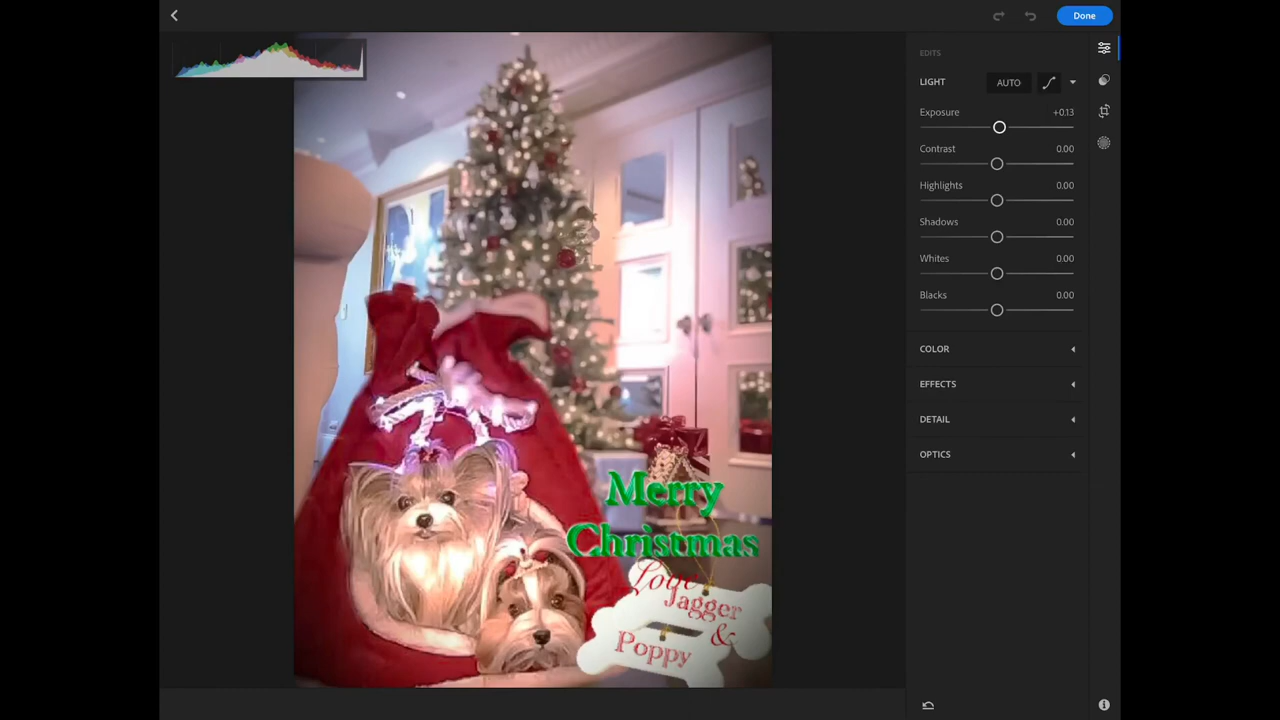 Done
EDITS
LIGHT AUTO
Exposure +0.13
Contrast 0.00
Highlights 0.00
Shadows 0.00
Whites 0.00
Blacks 0.00
COLOR
EFFECTS
DETAIL
OPTICS
Merry
Christmas
Love
Jagger
&
Poppy